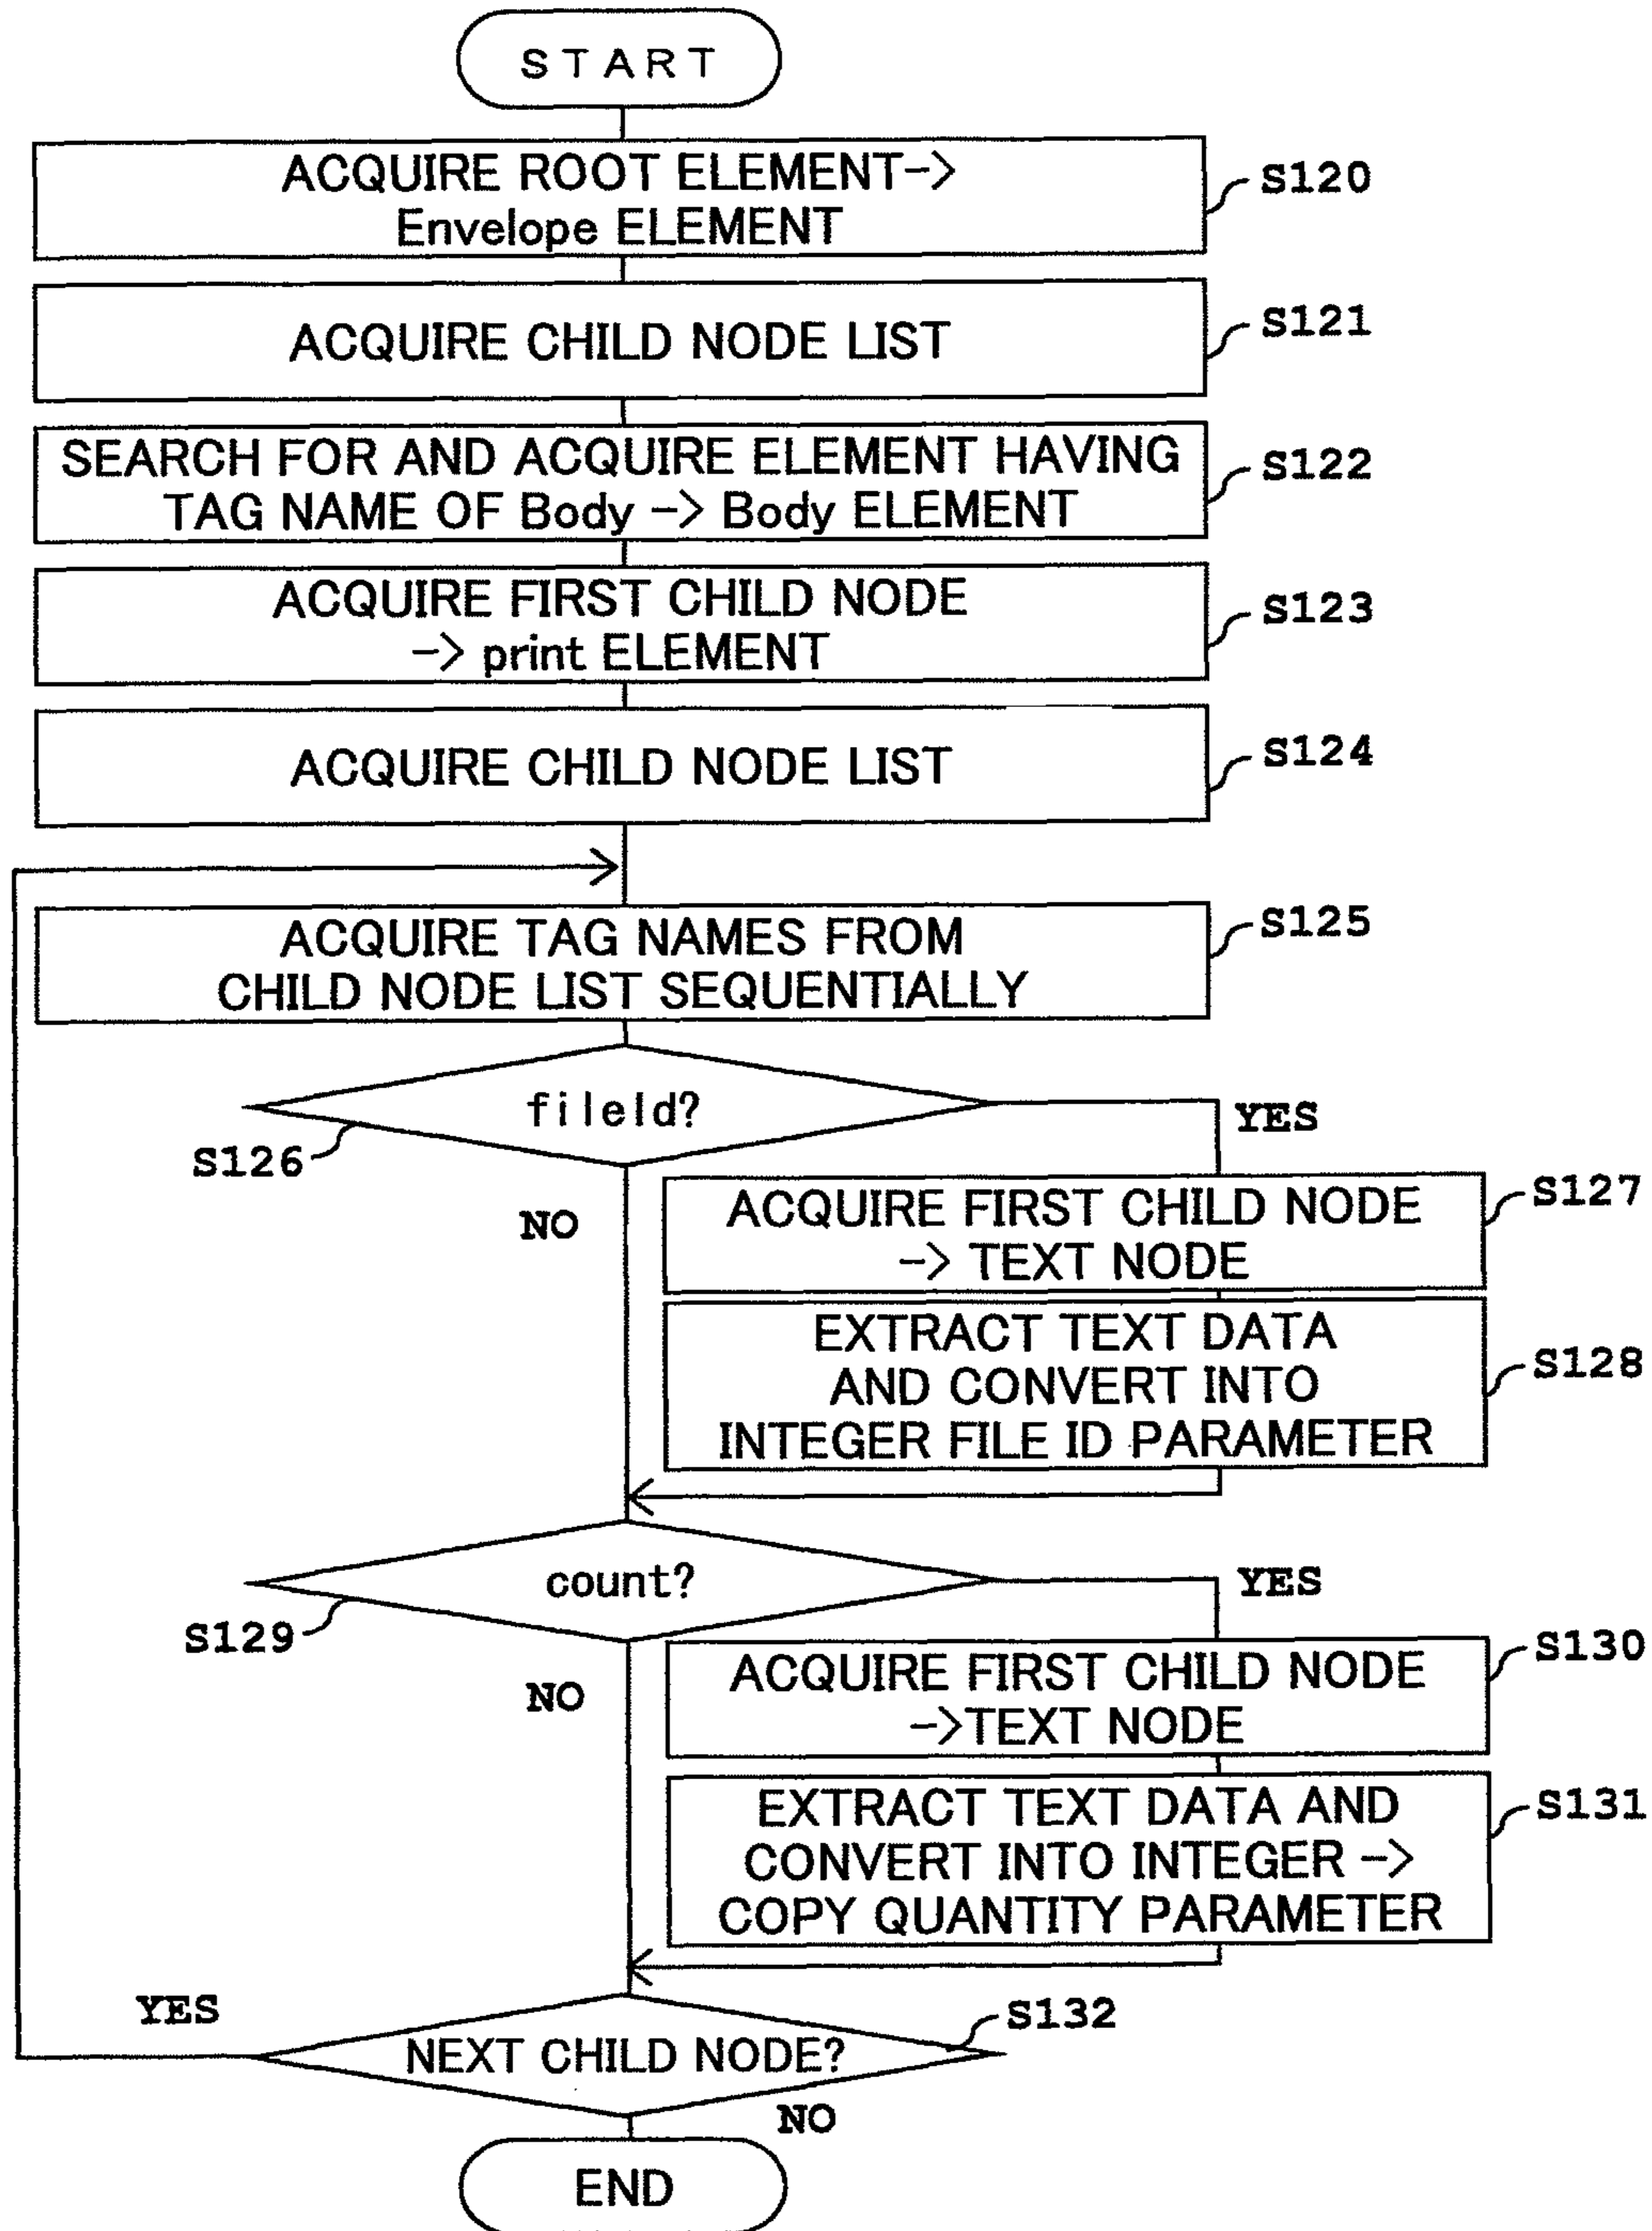 START
ACQUIRE ROOT ELEMENT->
Envelope ELEMENT
S120
ACQUIRE CHILD NODE LIST
S121
SEARCH FOR AND ACQUIRE ELEMENT HAVING
TAG NAME OF Body -> Body ELEMENT
S122
ACQUIRE FIRST CHILD NODE
-> print ELEMENT
S123
ACQUIRE CHILD NODE LIST
S124
ACQUIRE TAG NAMES FROM
CHILD NODE LIST SEQUENTIALLY
S125
fileId?
S126
YES
NO
ACQUIRE FIRST CHILD NODE
-> TEXT NODE
S127
EXTRACT TEXT DATA
AND CONVERT INTO
INTEGER FILE ID PARAMETER
S128
count?
S129
YES
NO
ACQUIRE FIRST CHILD NODE
->TEXT NODE
S130
EXTRACT TEXT DATA AND
CONVERT INTO INTEGER ->
COPY QUANTITY PARAMETER
S131
YES
NEXT CHILD NODE?
S132
NO
END